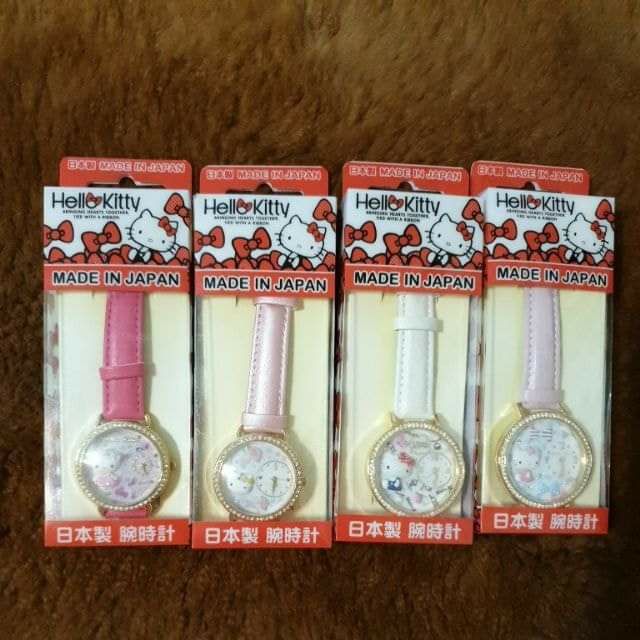 日本製 MADE IN JAPAN
Hello Kitty
BRINGING HEARTS TOGETHER
TIED WITH A RIBBON
MADE IN JAPAN
日本製 腕時計
日本製 MADE IN JAPAN
Hello Kitty
BRINGING HEARTS TOGETHER
TIED WITH A RIBBON
MADE IN JAPAN
日本製 腕時計
日本製 MADE IN JAPAN
Hello Kitty
BRINGING HEARTS TOGETHER
TIED WITH A RIBBON
MADE IN JAPAN
日本製 腕時計
日本製 MADE IN JAPAN
Hello Kitty
BRINGING HEARTS TOGETHER
TIED WITH A RIBBON
MADE IN JAPAN
日本製 腕時計